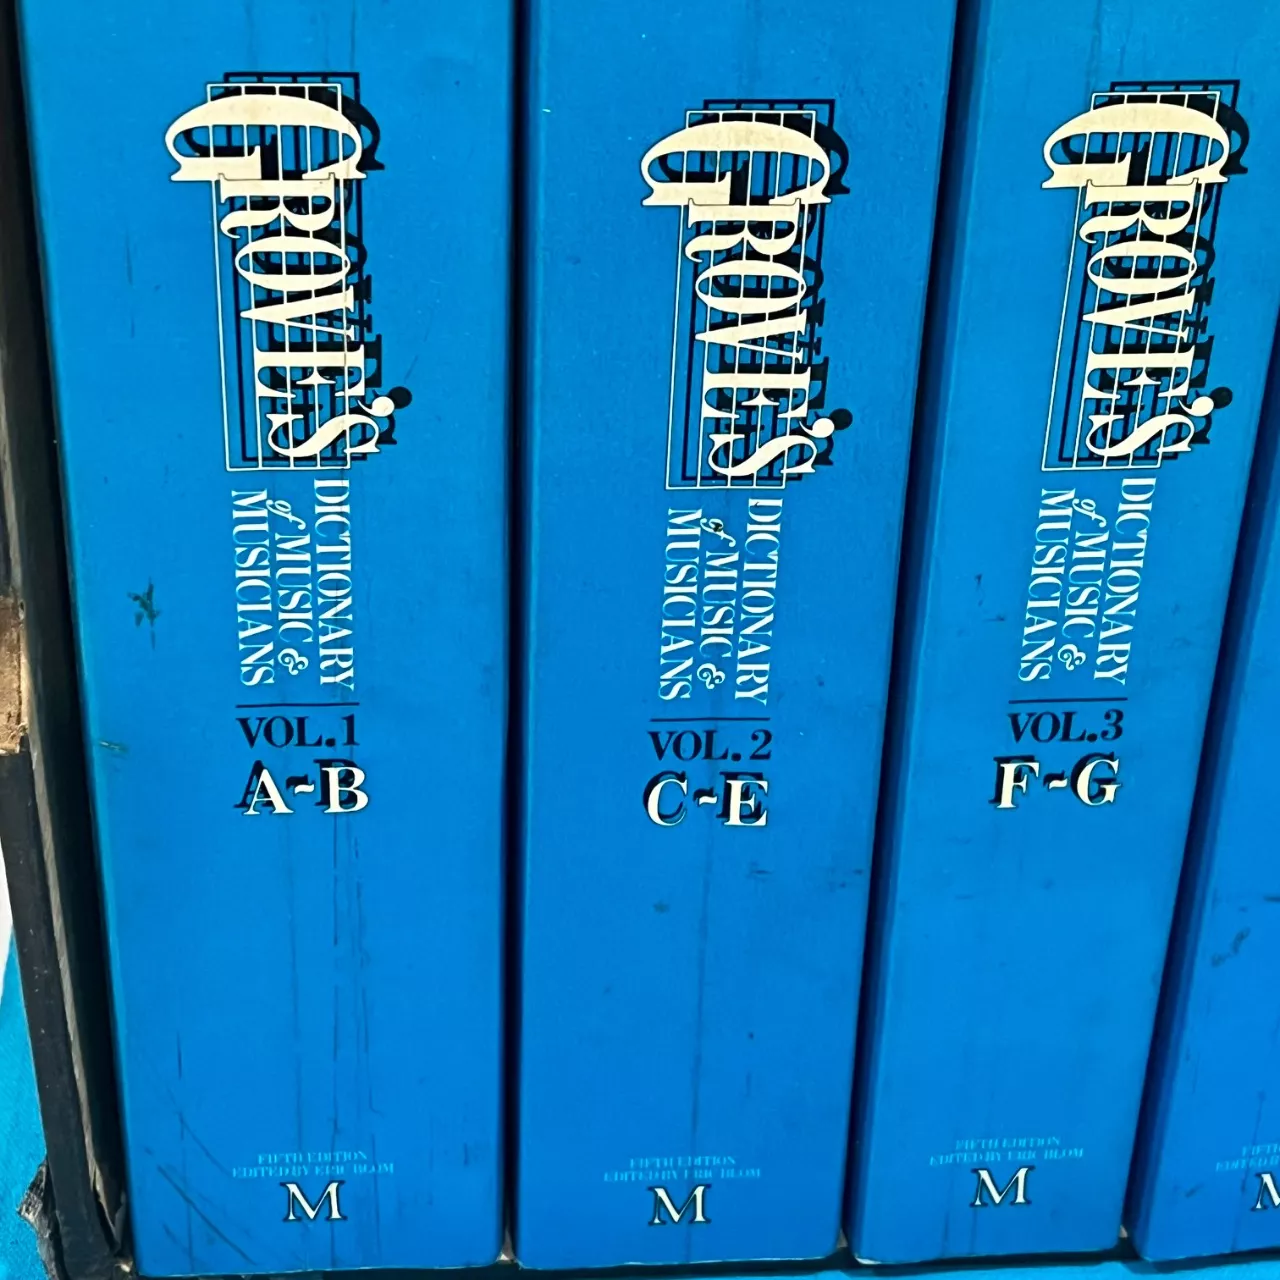 GROVE'S
DICTIONARY
of MUSIC &
MUSICIANS
VOL.1
A-B
FIFTH EDITION
EDITED BY ERIC BLOM
M
GROVE'S
DICTIONARY
of MUSIC &
MUSICIANS
VOL.2
C-E
FIFTH EDITION
EDITED BY ERIC BLOM
M
GROVE'S
DICTIONARY
of MUSIC &
MUSICIANS
VOL.3
F-G
FIFTH EDITION
EDITED BY ERIC BLOM
M